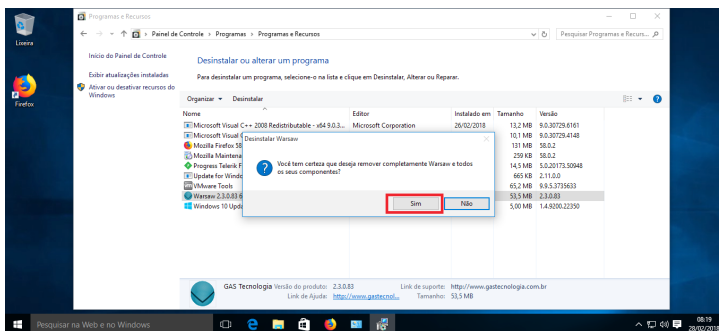 Lixeira
Firefox
Programas e Recursos
Painel de Controle > Programas > Programas e Recursos
Pesquisar Programas e Recurs...
Início do Painel de Controle
Exibir atualizações instaladas
Ativar ou desativar recursos do
Windows
Desinstalar ou alterar um programa
Para desinstalar um programa, selecione-o na lista e clique em Desinstalar, Alterar ou Reparar.
Organizar Desinstalar
Nome Editor Instalado em Tamanho Versão
Microsoft Visual C++ 2008 Redistributable - x64 9.0.3... Microsoft Corporation 26/02/2018 13,2 MB 9.0.30729.6161
Microsoft Visual 10,1 MB 9.0.30729.4148
Mozilla Firefox 58 131 MB 58.0.2
Mozilla Maintena 259 KB 58.0.2
Progress Telerik F 14,5 MB 5.0.20173.50948
Update for Windo 665 KB 2.11.0.0
VMware Tools 65,2 MB 9.9.5.3735633
Warsaw 2.3.0.83 6 53,5 MB 2.3.0.83
Windows 10 Upda 5,00 MB 1.4.9200.22350
Desinstalar Warsaw
Você tem certeza que deseja remover completamente Warsaw e todos
os seus componentes?
Sim Não
GAS Tecnologia Versão do produto: 2.3.0.83 Link de suporte: http://www.gastecnologia.com.br
Link de Ajuda: http://www.gastecnol... Tamanho: 53,5 MB
Pesquisar na Web e no Windows
08:19
28/02/2018